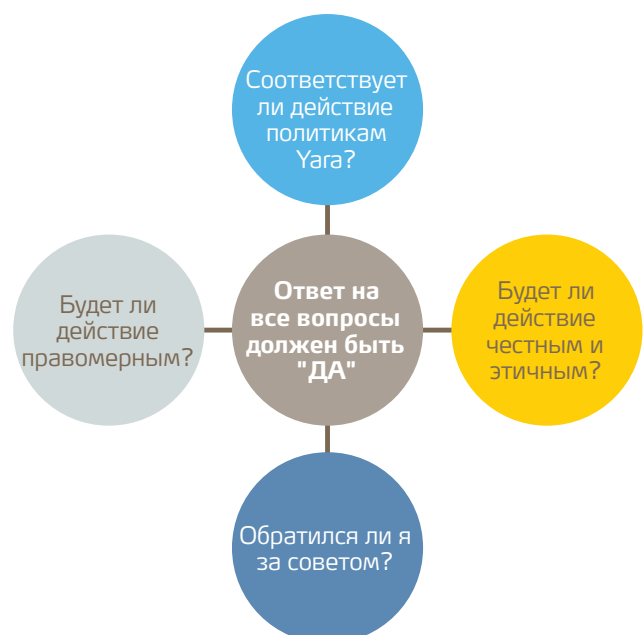 Соответствует
ли действие
политикам
Yara?
Будет ли
действие
правомерным?
Ответ на
все вопросы
должен быть
"ДА"
Будет ли
действие
честным и
этичным?
Обратился ли я
за советом?